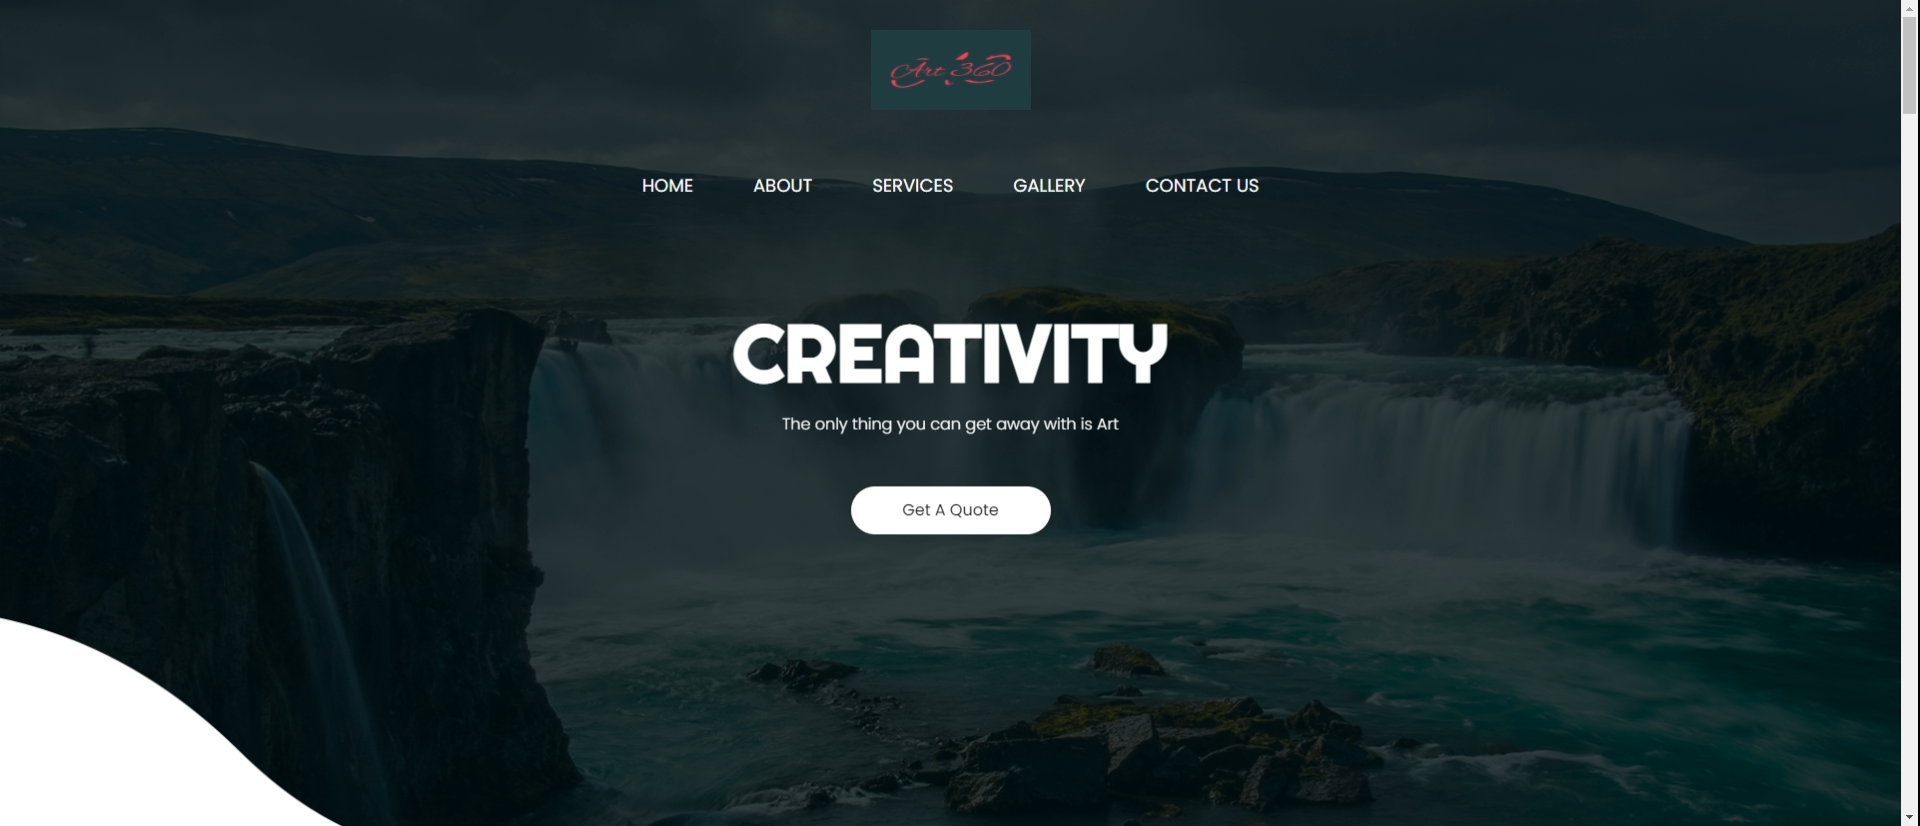 Art 360
HOME ABOUT SERVICES GALLERY CONTACT US
CREATIVITY
The only thing you can get away with is Art
Get A Quote